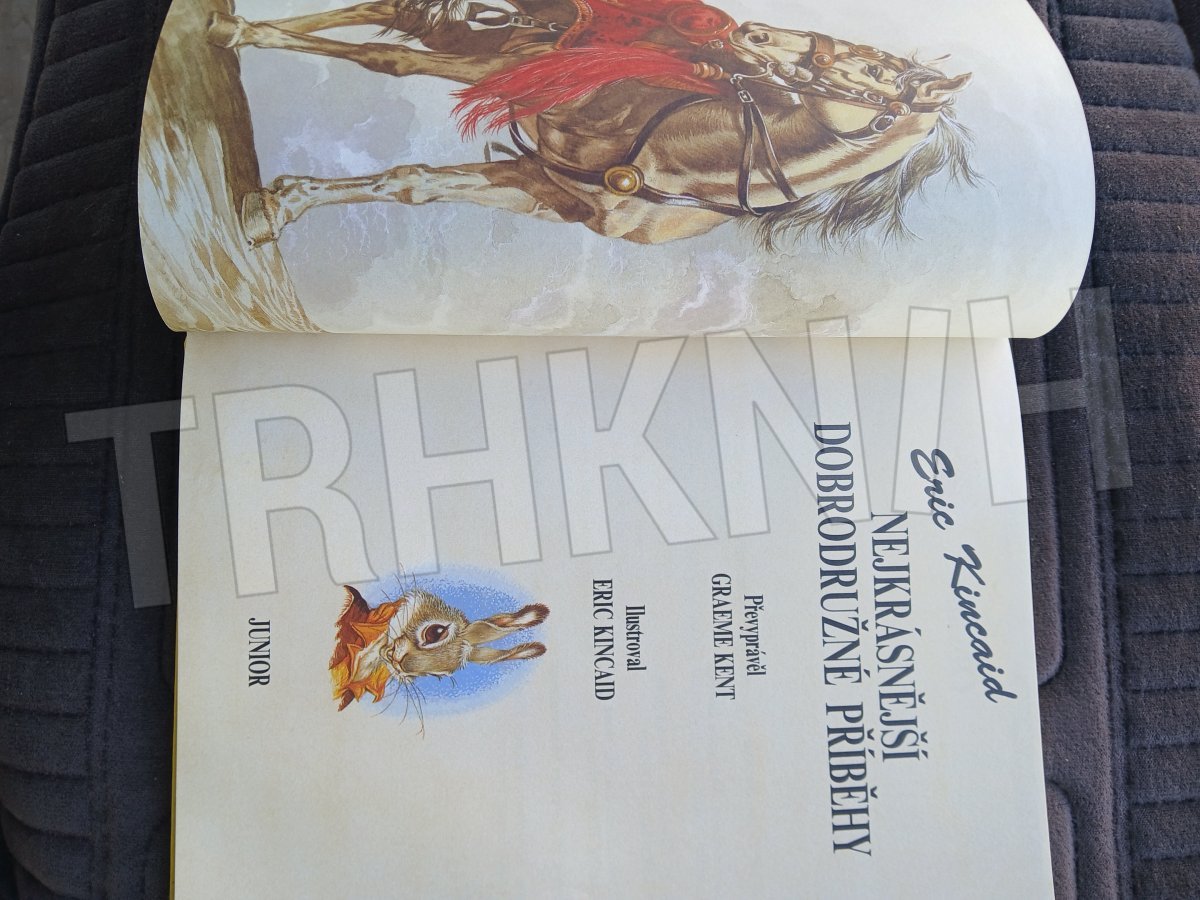 Eric Kincaid
NEJKRÁSNĚJŠÍ
DOBRODRUŽNÉ PŘÍBĚHY
Převyprávěl
GRAEME KENT
Ilustroval
ERIC KINCAID
JUNIOR
TRHKNIH